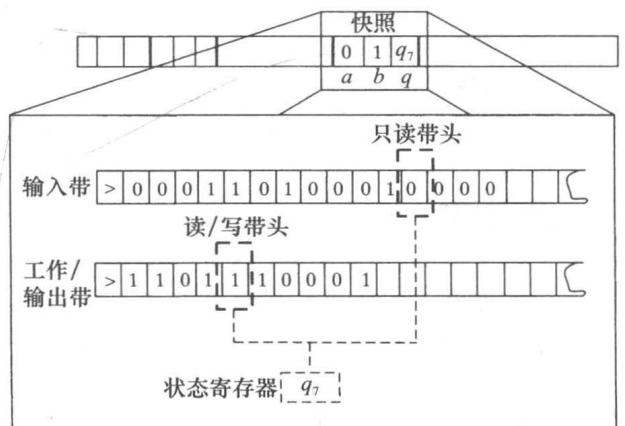 快照
0 1 q₇
a b q
只读带头
输入带 > 0 0 0 1 1 0 1 0 0 0 1 0 0 0 0
读/写带头
工作/
输出带 > 1 1 0 1 1 1 0 0 0 1
状态寄存器 q₇